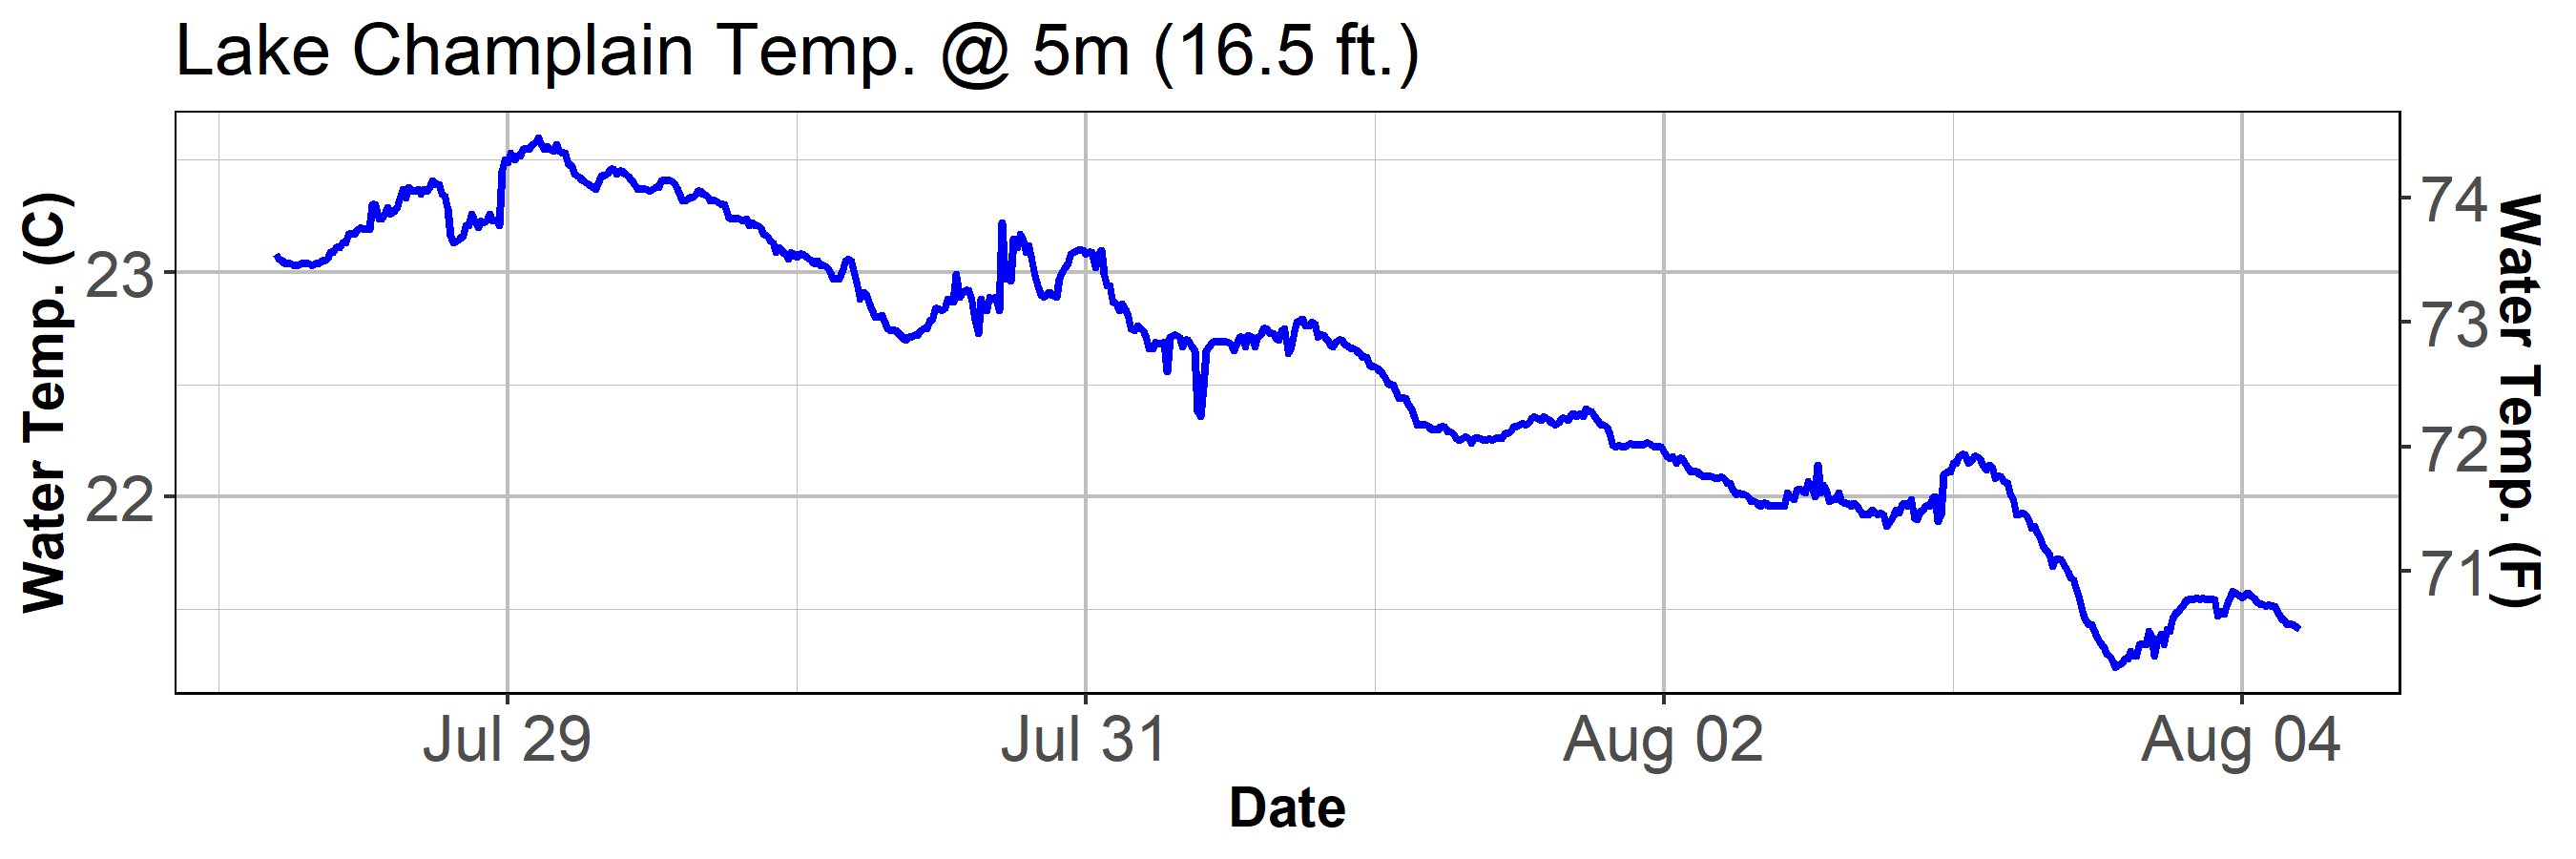 Lake Champlain Temp. @ 5m (16.5 ft.)
Water Temp. (C)
23
22
74
73
72
71
Water Temp. (F)
Jul 29
Jul 31
Aug 02
Aug 04
Date